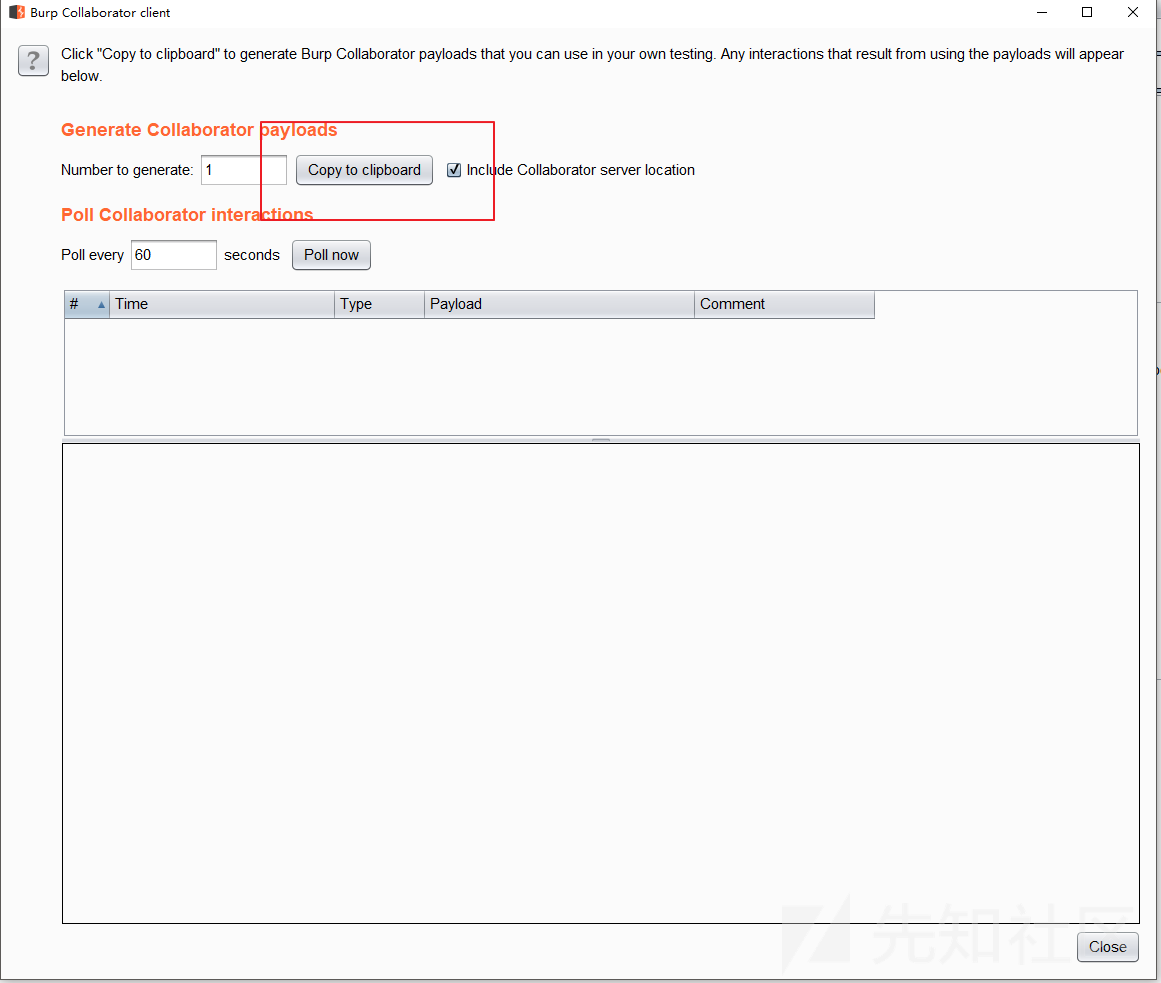 Burp Collaborator client
?
Click "Copy to clipboard" to generate Burp Collaborator payloads that you can use in your own testing. Any interactions that result from using the payloads will appear
below.
Generate Collaborator payloads
Number to generate: 1 Copy to clipboard Include Collaborator server location
Poll Collaborator interactions
Poll every 60 seconds Poll now
# Time Type Payload Comment
先知社区
Close